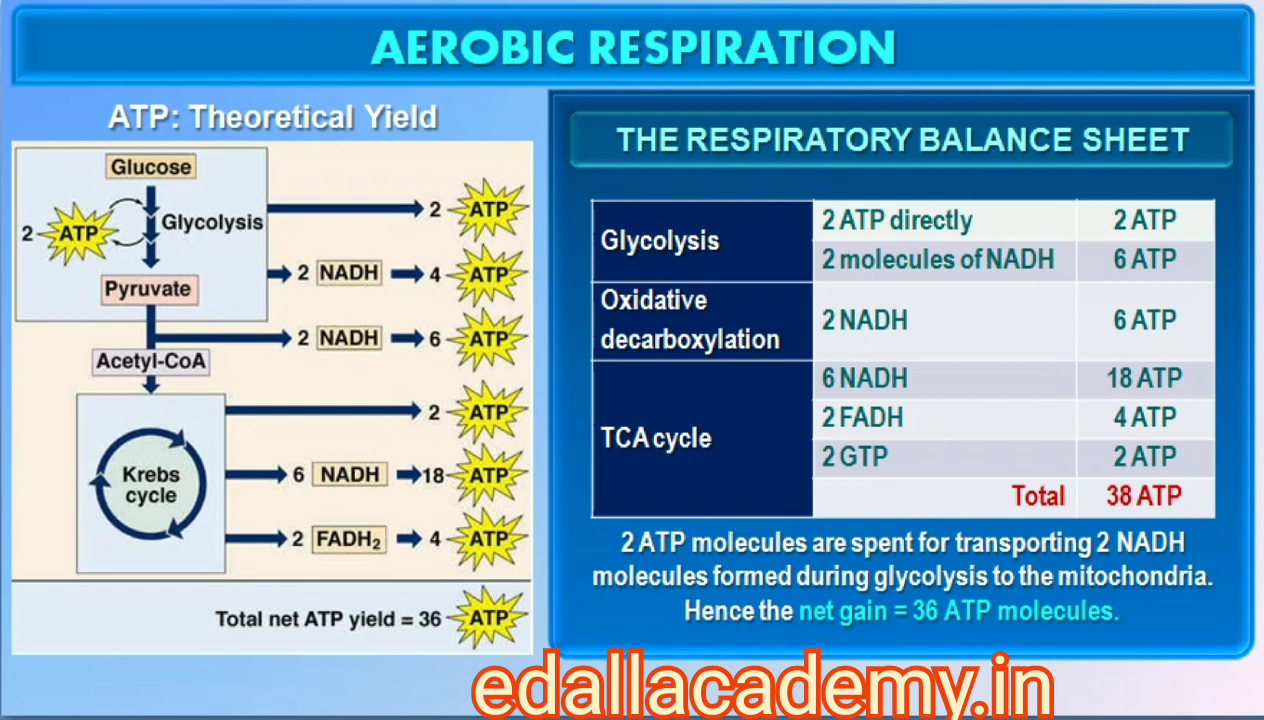 AEROBIC RESPIRATION
ATP: Theoretical Yield
Glucose
2 ATP
Glycolysis
Pyruvate
2 ATP
2 NADH 4 ATP
2 NADH 6 ATP
Acetyl-CoA
2 ATP
Krebs
cycle
6 NADH 18 ATP
2 FADH₂ 4 ATP
Total net ATP yield = 36 ATP
THE RESPIRATORY BALANCE SHEET
Glycolysis
2 ATP directly 2 ATP
2 molecules of NADH 6 ATP
Oxidative
decarboxylation
2 NADH 6 ATP
TCA cycle
6 NADH 18 ATP
2 FADH 4 ATP
2 GTP 2 ATP
Total 38 ATP
2 ATP molecules are spent for transporting 2 NADH
molecules formed during glycolysis to the mitochondria.
Hence the net gain = 36 ATP molecules.
edallacademy.in